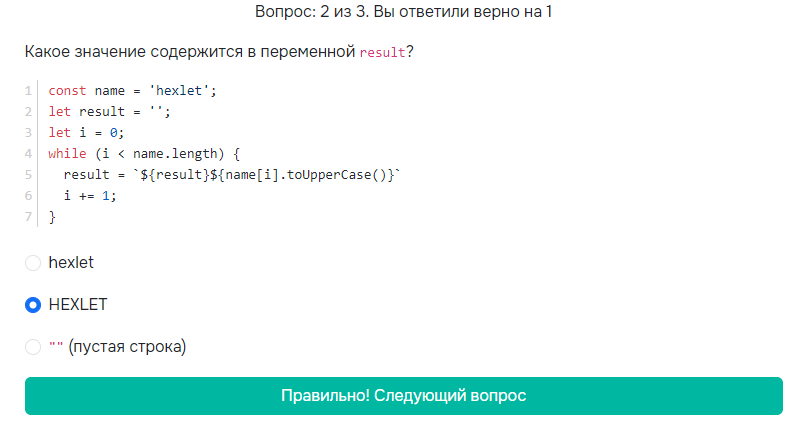 Вопрос: 2 из 3. Вы ответили верно на 1
Какое значение содержится в переменной result?
1 const name = 'hexlet';
2 let result = '';
3 let i = 0;
4 while (i < name.length) {
5   result = `${result}${name[i].toUpperCase()}`
6   i += 1;
7 }
hexlet
HEXLET
"" (пустая строка)
Правильно! Следующий вопрос